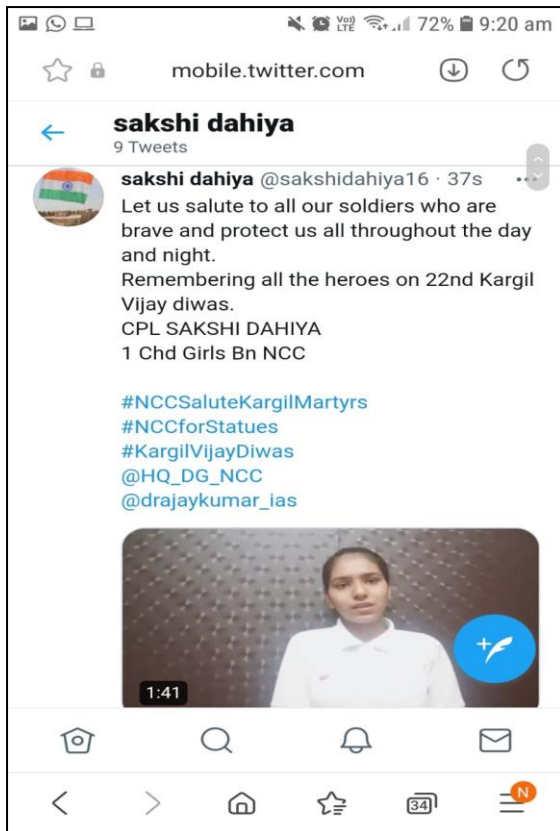 Voj) LTE 72% 9:20 am
mobile.twitter.com
sakshi dahiya
9 Tweets
sakshi dahiya @sakshidahiya16 · 37s ...
Let us salute to all our soldiers who are
brave and protect us all throughout the day
and night.
Remembering all the heroes on 22nd Kargil
Vijay diwas.
CPL SAKSHI DAHIYA
1 Chd Girls Bn NCC
#NCCSaluteKargilMartyrs
#NCCforStatues
#KargilVijayDiwas
@HQ_DG_NCC
@drajaykumar_ias
1:41
34
N